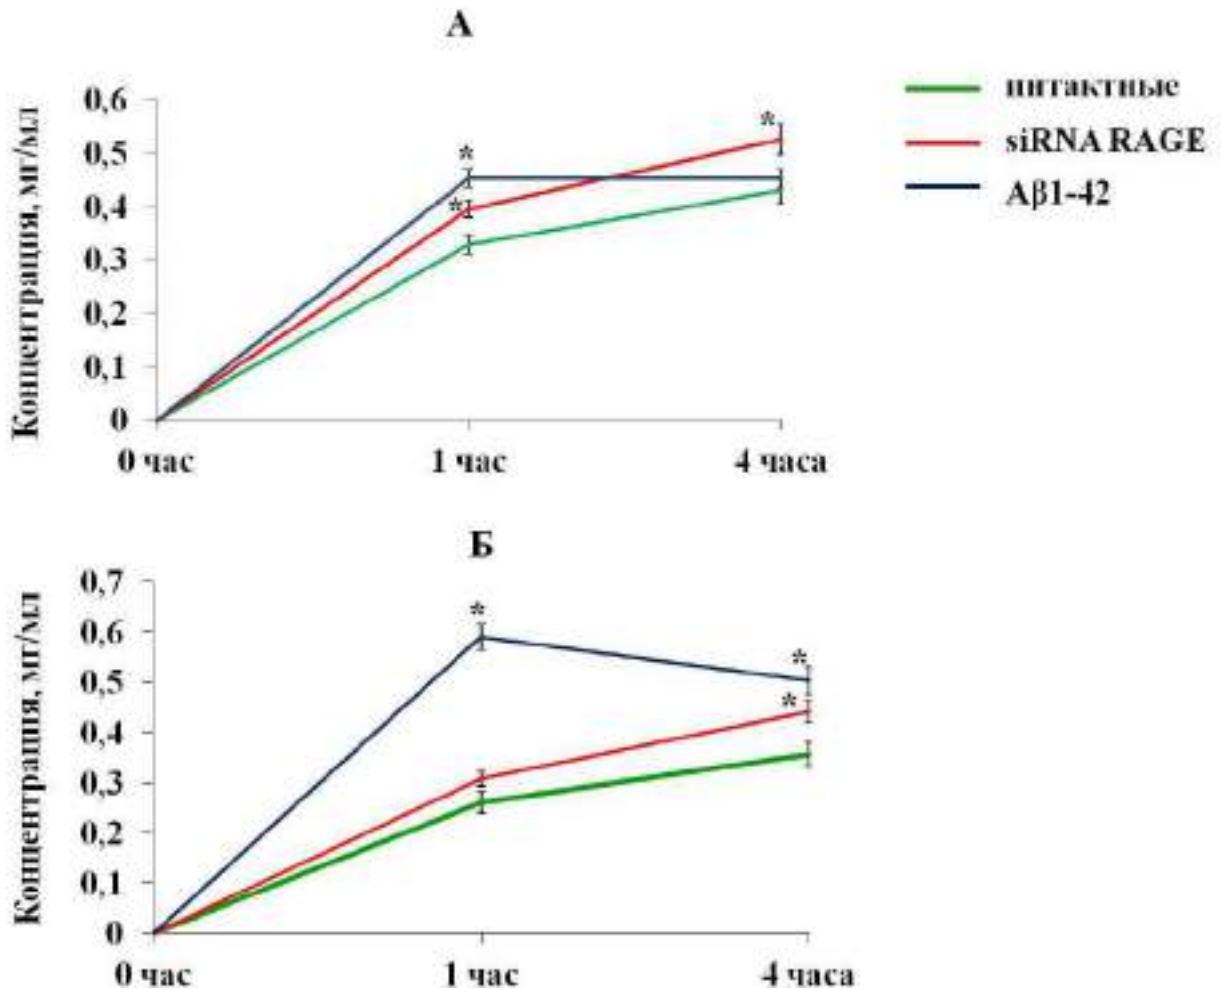 А
Концентрация, мг/мл
0,6
0,5
0,4
0,3
0,2
0,1
0
*
*
*
0 час
1 час
4 часа
интактные
siRNA RAGE
Aβ1-42
Б
Концентрация, мг/мл
0,7
0,6
0,5
0,4
0,3
0,2
0,1
0
*
*
*
0 час
1 час
4 часа